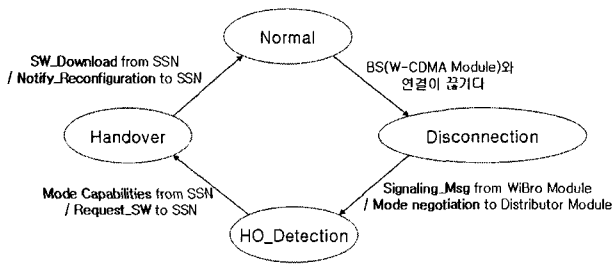 Normal
SW_Download from SSN
/ Notify_Reconfiguration to SSN
BS(W-CDMA Module)와
연결이 끊기다
Handover
Disconnection
Mode Capabilities from SSN
/ Request_SW to SSN
Signaling_Msg from WiBro Module
/ Mode negotiation to Distributor Module
HO_Detection